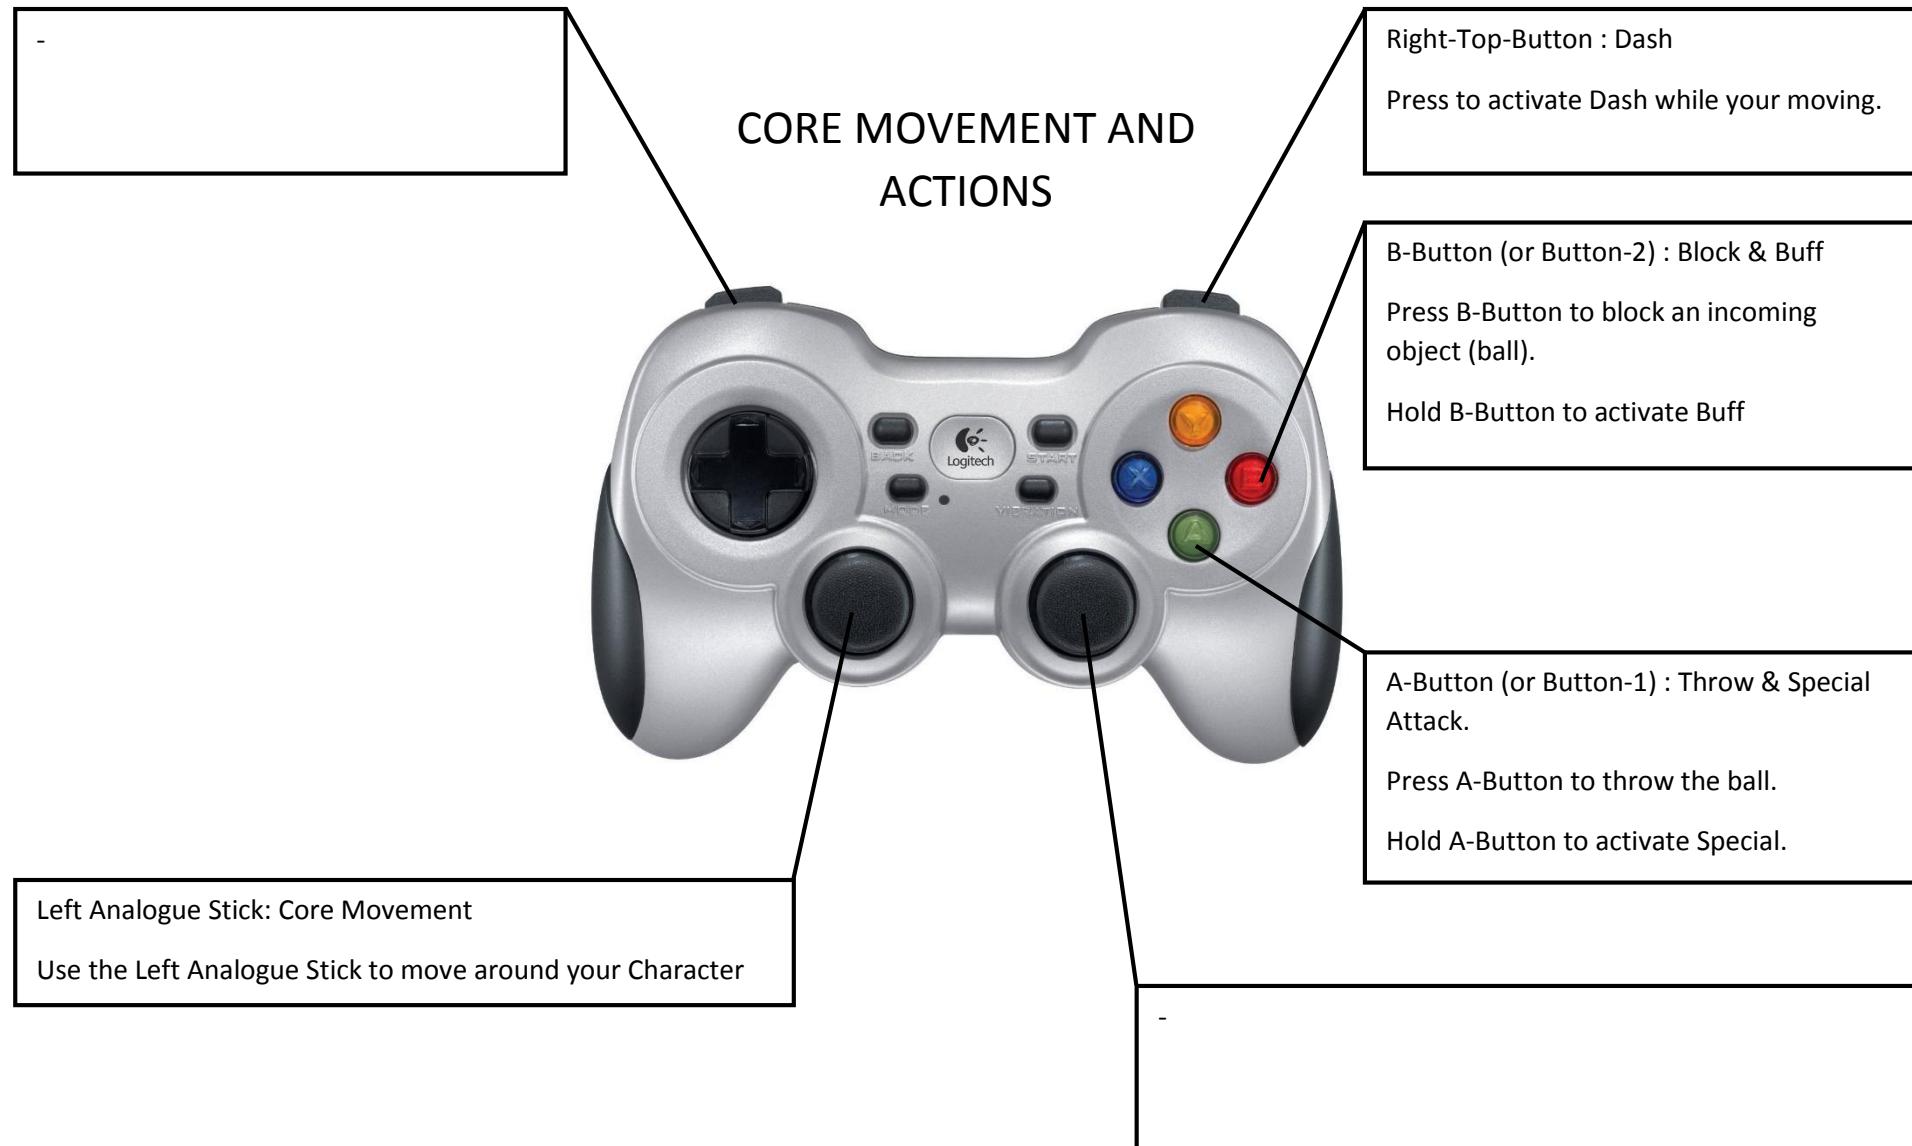 -
CORE MOVEMENT AND
ACTIONS
Right-Top-Button : Dash
Press to activate Dash while your moving.
B-Button (or Button-2) : Block & Buff
Press B-Button to block an incoming
object (ball).
Hold B-Button to activate Buff
Y
X
B
A
BACK
Logitech
START
MODE
VIBRATION
A-Button (or Button-1) : Throw & Special
Attack.
Press A-Button to throw the ball.
Hold A-Button to activate Special.
Left Analogue Stick: Core Movement
Use the Left Analogue Stick to move around your Character
-